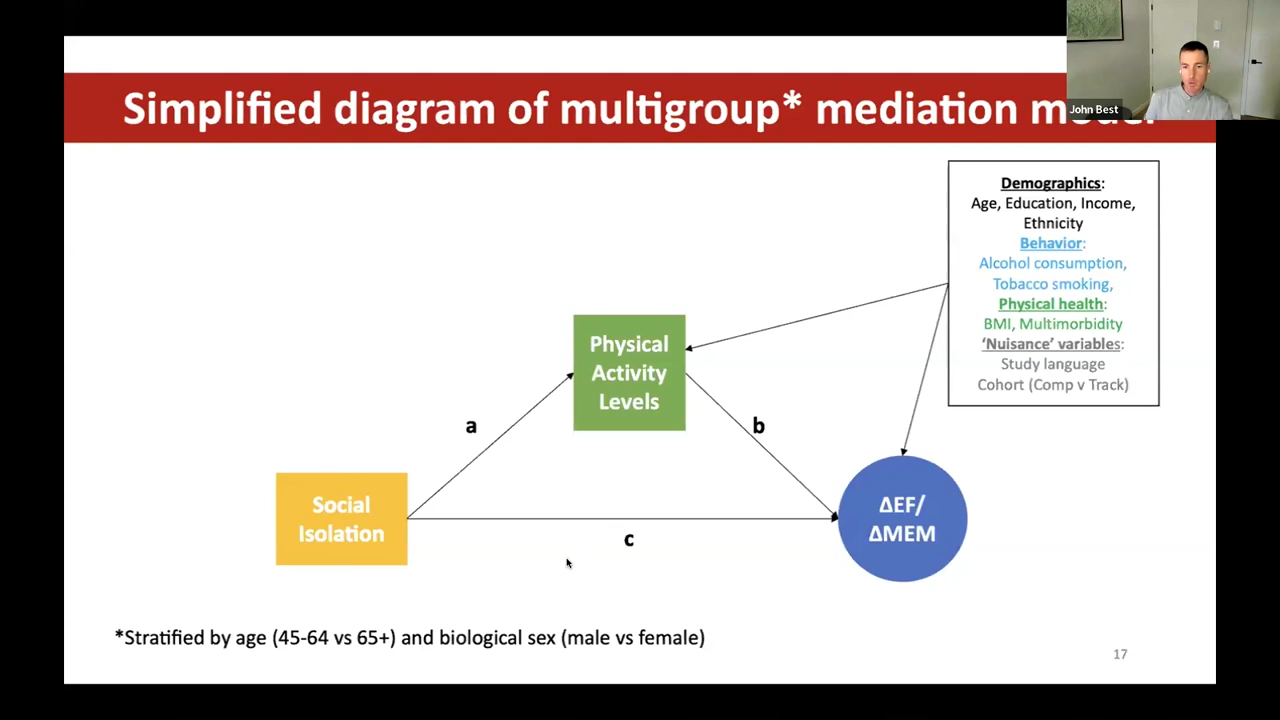 Simplified diagram of multigroup* mediation
John Best
Demographics:
Age, Education, Income,
Ethnicity
Behavior:
Alcohol consumption,
Tobacco smoking,
Physical health:
BMI, Multimorbidity
‘Nuisance’ variables:
Study language
Cohort (Comp v Track)
Physical
Activity
Levels
a
b
Social
Isolation
ΔEF/
ΔMEM
c
*Stratified by age (45-64 vs 65+) and biological sex (male vs female)
17